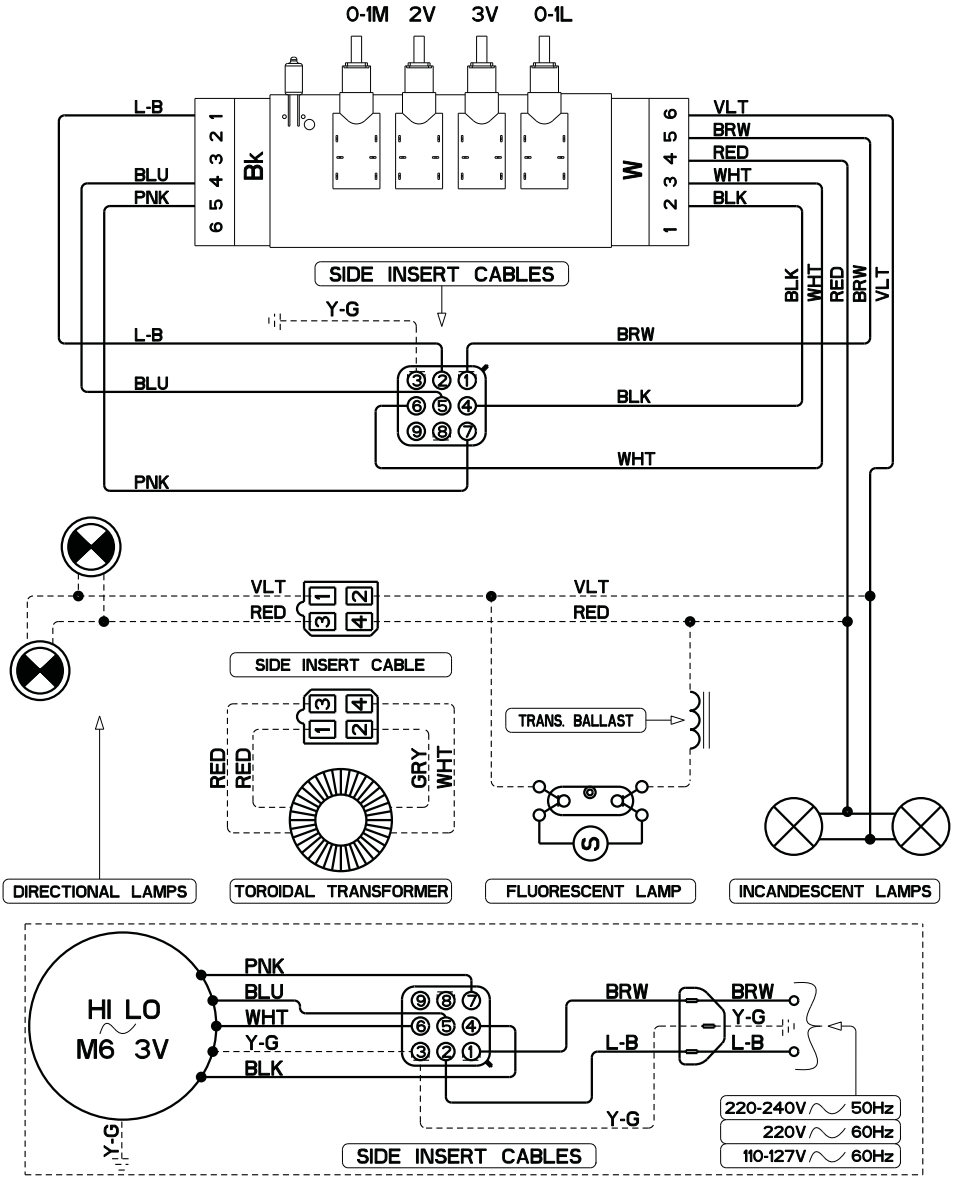 0-1M 2V 3V 0-1L
L-B
BLU
PNK
1
2
3
4
5
6
Bk
W
6
5
4
3
2
1
VLT
BRW
RED
WHT
BLK
BLK
WHT
RED
BRW
VLT
SIDE INSERT CABLES
Y-G
L-B
BRW
BLU
BLK
WHT
PNK
3 2 1
6 5 4
9 8 7
VLT
1 2
VLT
RED
3 4
RED
SIDE INSERT CABLE
3 4
1 2
RED
RED
GRY
WHT
TRANS. BALLAST
S
DIRECTIONAL LAMPS
TOROIDAL TRANSFORMER
FLUORESCENT LAMP
INCANDESCENT LAMPS
HI LO
M6 3V
PNK
BLU
WHT
Y-G
BLK
9 8 7
6 5 4
3 2 1
BRW
Y-G
L-B
BRW
L-B
Y-G
Y-G
220-240V 50Hz
220V 60Hz
110-127V 60Hz
SIDE INSERT CABLES